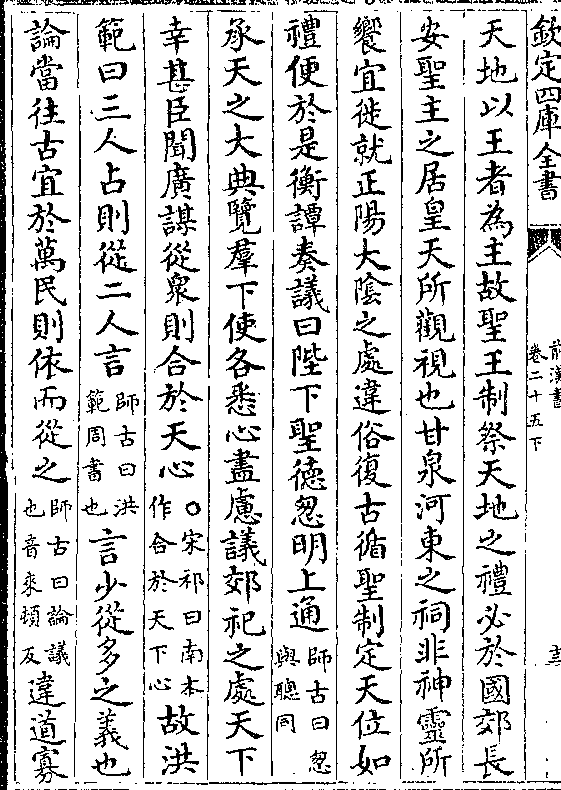 欽定四庫全書
前漢書
卷二十五下
十三
天地以王者為主故聖王制祭天地之禮必於國郊長
安聖主之居皇天所觀視也甘泉河東之祠非神靈所
饗宜徙就正陽大陰之處違俗復古循聖制定天位如
禮便於是衡譚奏議曰陛下聖德怱明上通師古曰怱與聰同
承天之大典覽羣下使各悉心盡慮議郊祀之處天下
幸甚臣聞廣謀從衆則合於天心○宋祁曰南本作合於天下心故洪
範曰三人占則從二人言師古曰洪範周書也言少從多之義也
論當往古宜於萬民則依而從之師古曰論議也音來頓反違道寡